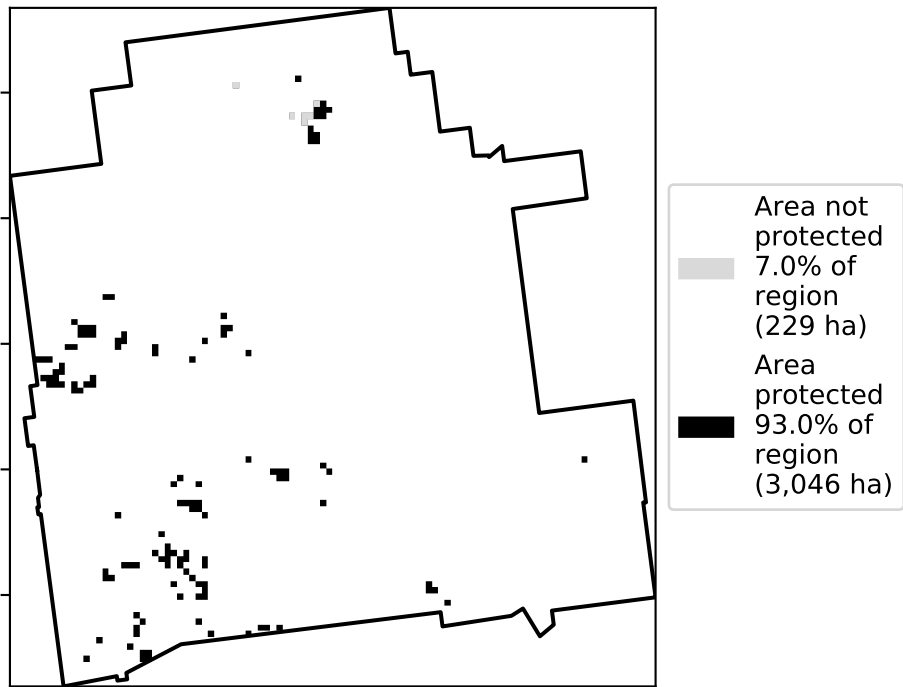 Area not
protected
7.0% of
region
(229 ha)
Area
protected
93.0% of
region
(3,046 ha)